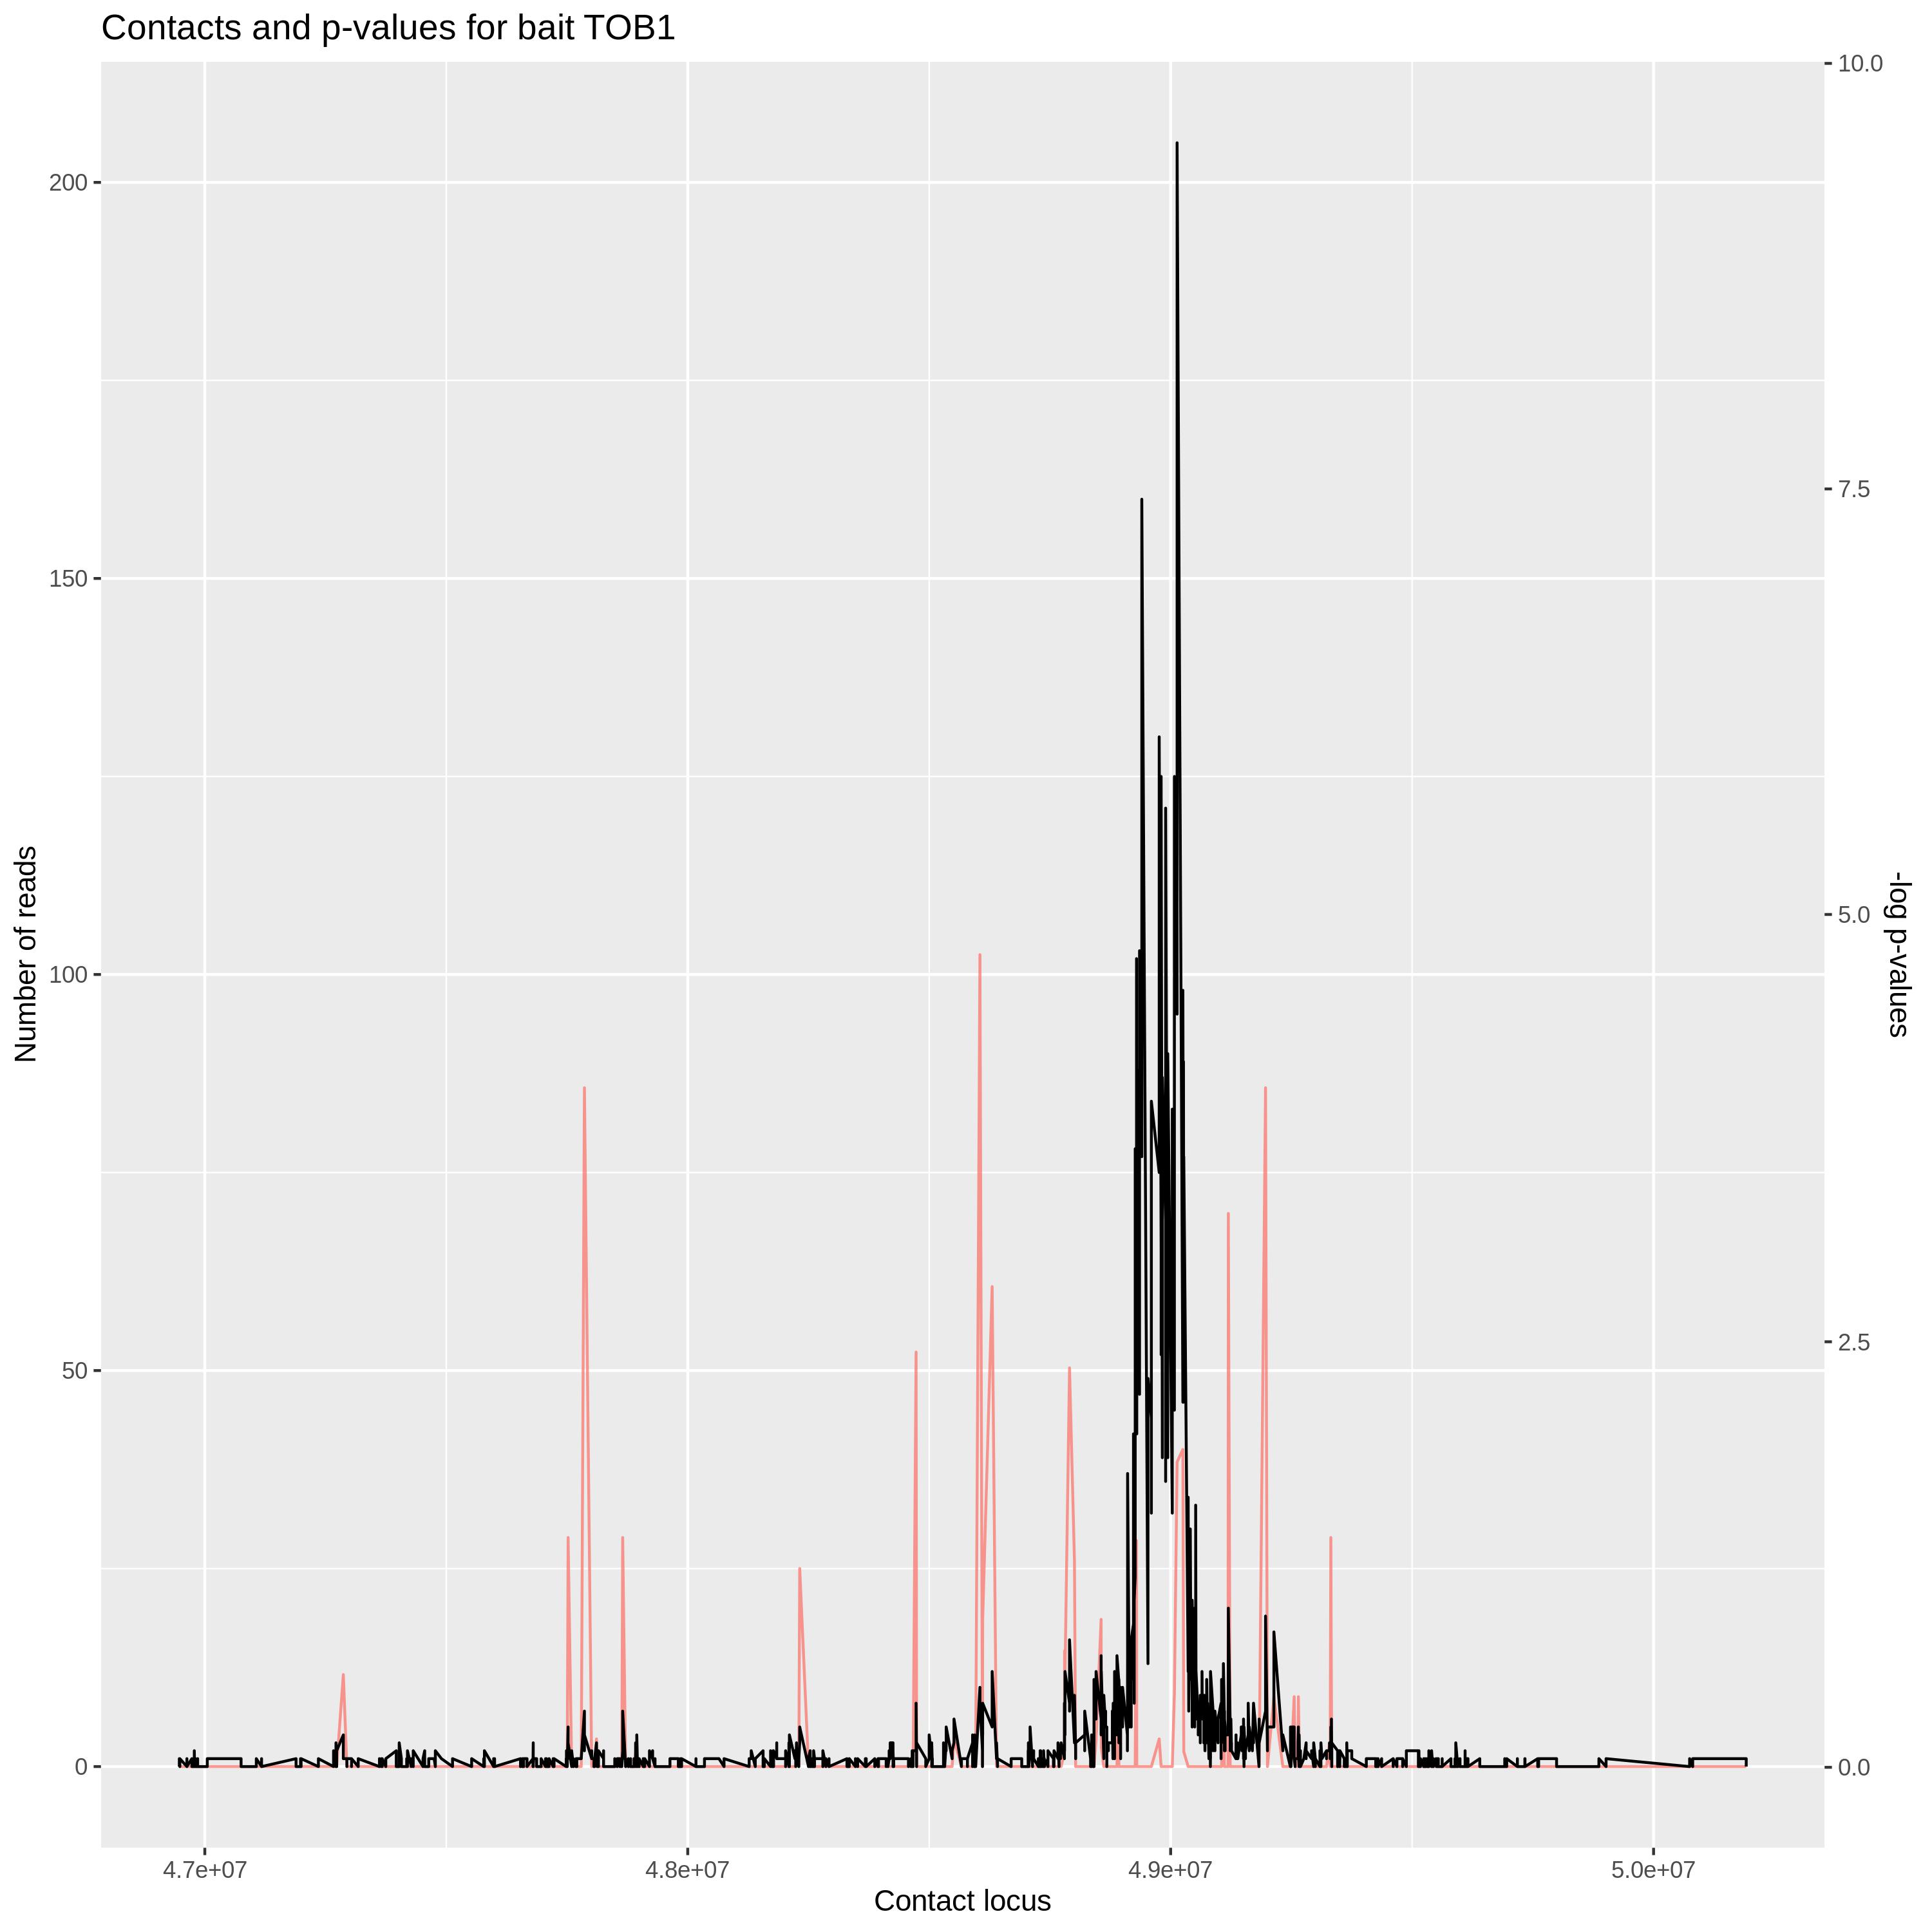 Contacts and p-values for bait TOB1
10.0
200
7.5
150
5.0
Number of reads
-log p-values
100
2.5
50
0
0.0
4.7e+07 4.8e+07 4.9e+07 5.0e+07
Contact locus